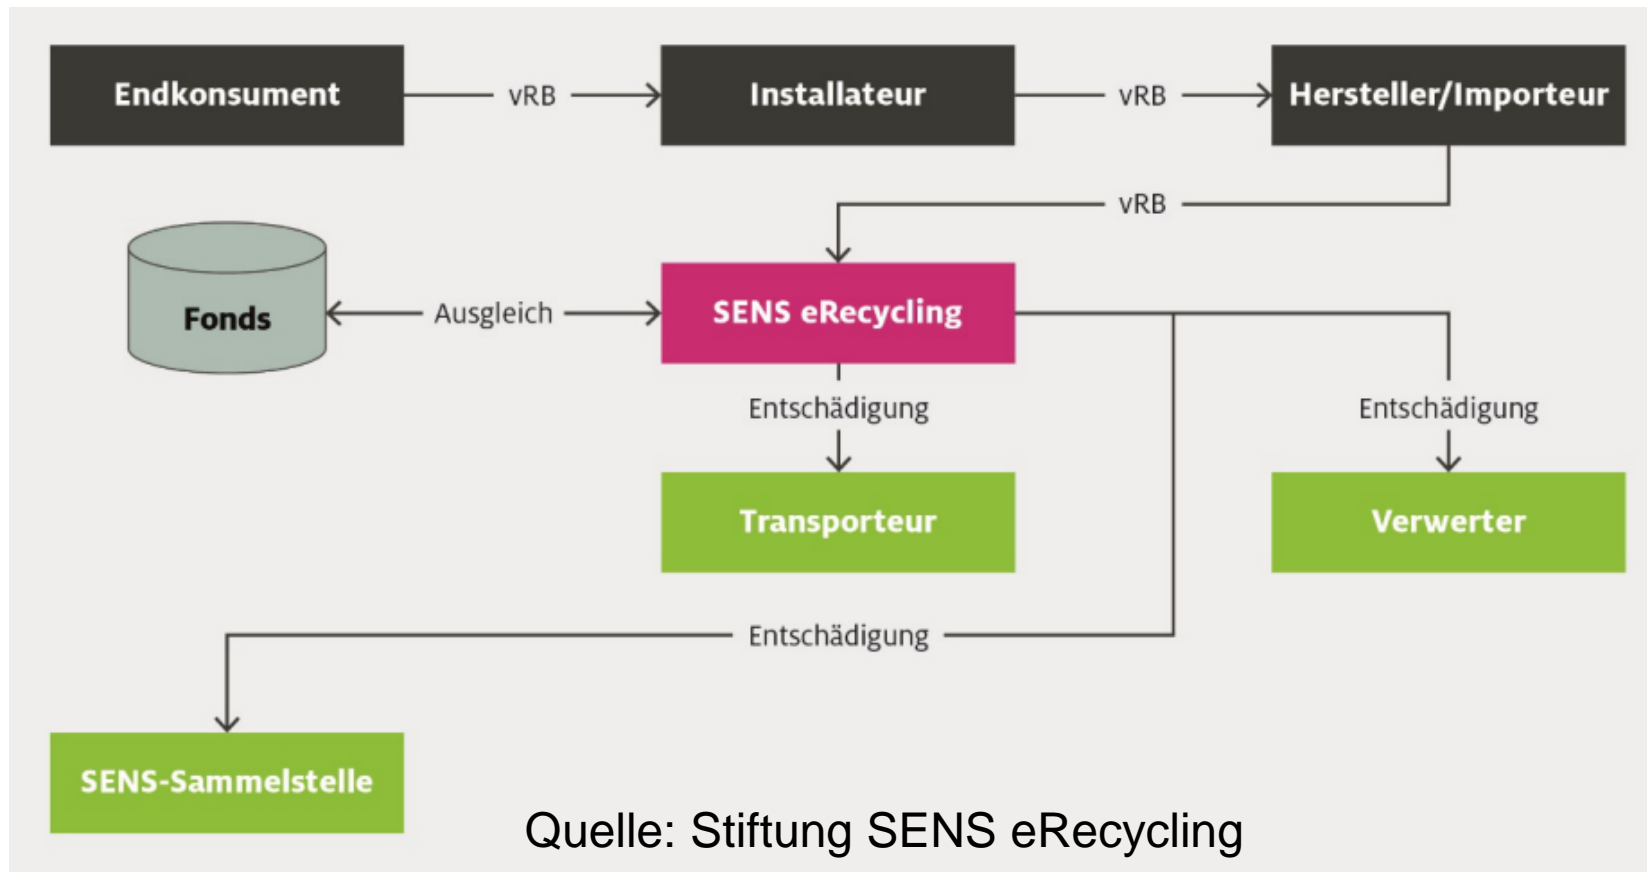 Endkonsument
vRB
Installateur
vRB
Hersteller/Importeur
vRB
Fonds
Ausgleich
SENS eRecycling
Entschädigung
Entschädigung
Transporteur
Verwerter
Entschädigung
SENS-Sammelstelle
Quelle: Stiftung SENS eRecycling